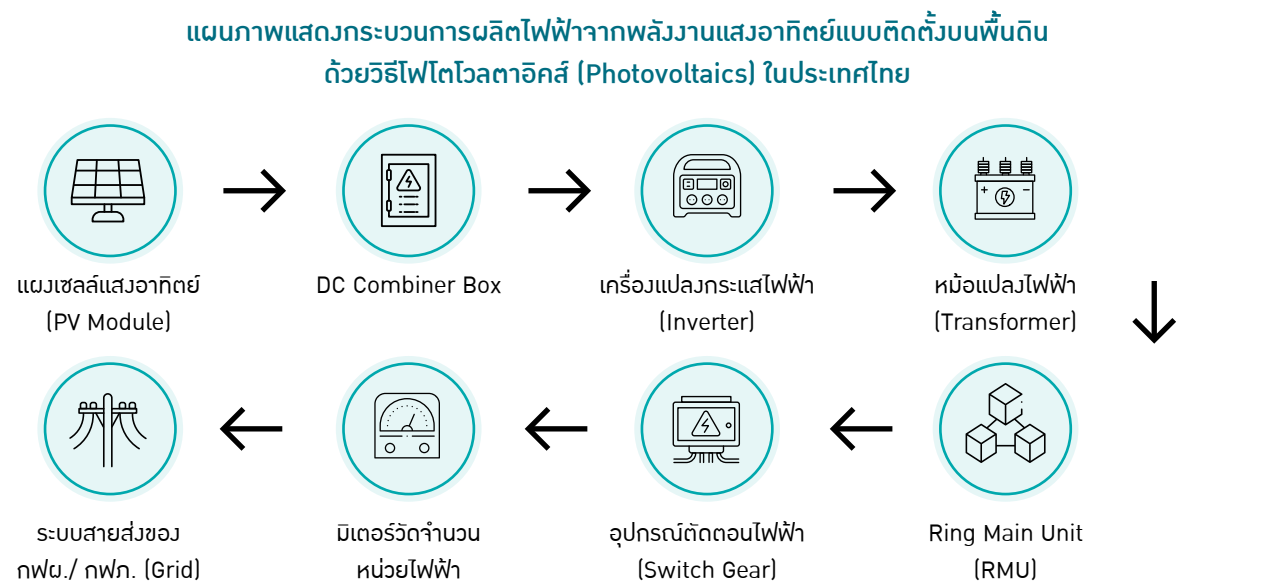 แผนภาพแสดงกระบวนการผลิตไฟฟ้าจากพลังงานแสงอาทิตย์แบบติดตั้งบนพื้นดิน
ด้วยวิธีโฟโตโวลตาอิคส์ (Photovoltaics) ในประเทศไทย
แผงเซลล์แสงอาทิตย์
(PV Module)
DC Combiner Box
เครื่องแปลงกระแสไฟฟ้า
(Inverter)
หม้อแปลงไฟฟ้า
(Transformer)
ระบบสายส่งของ
กฟผ./ กฟภ. (Grid)
มิเตอร์วัดจำนวน
หน่วยไฟฟ้า
อุปกรณ์ตัดตอนไฟฟ้า
(Switch Gear)
Ring Main Unit
(RMU)